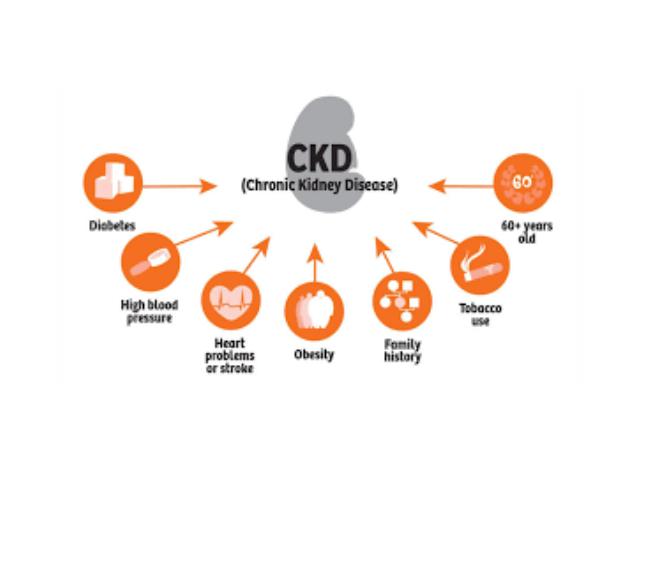 CKD
(Chronic Kidney Disease)
60
Diabetes
60+ years
old
High blood
pressure
Tobacco
use
Heart
problems
or stroke
Obesity
Family
history